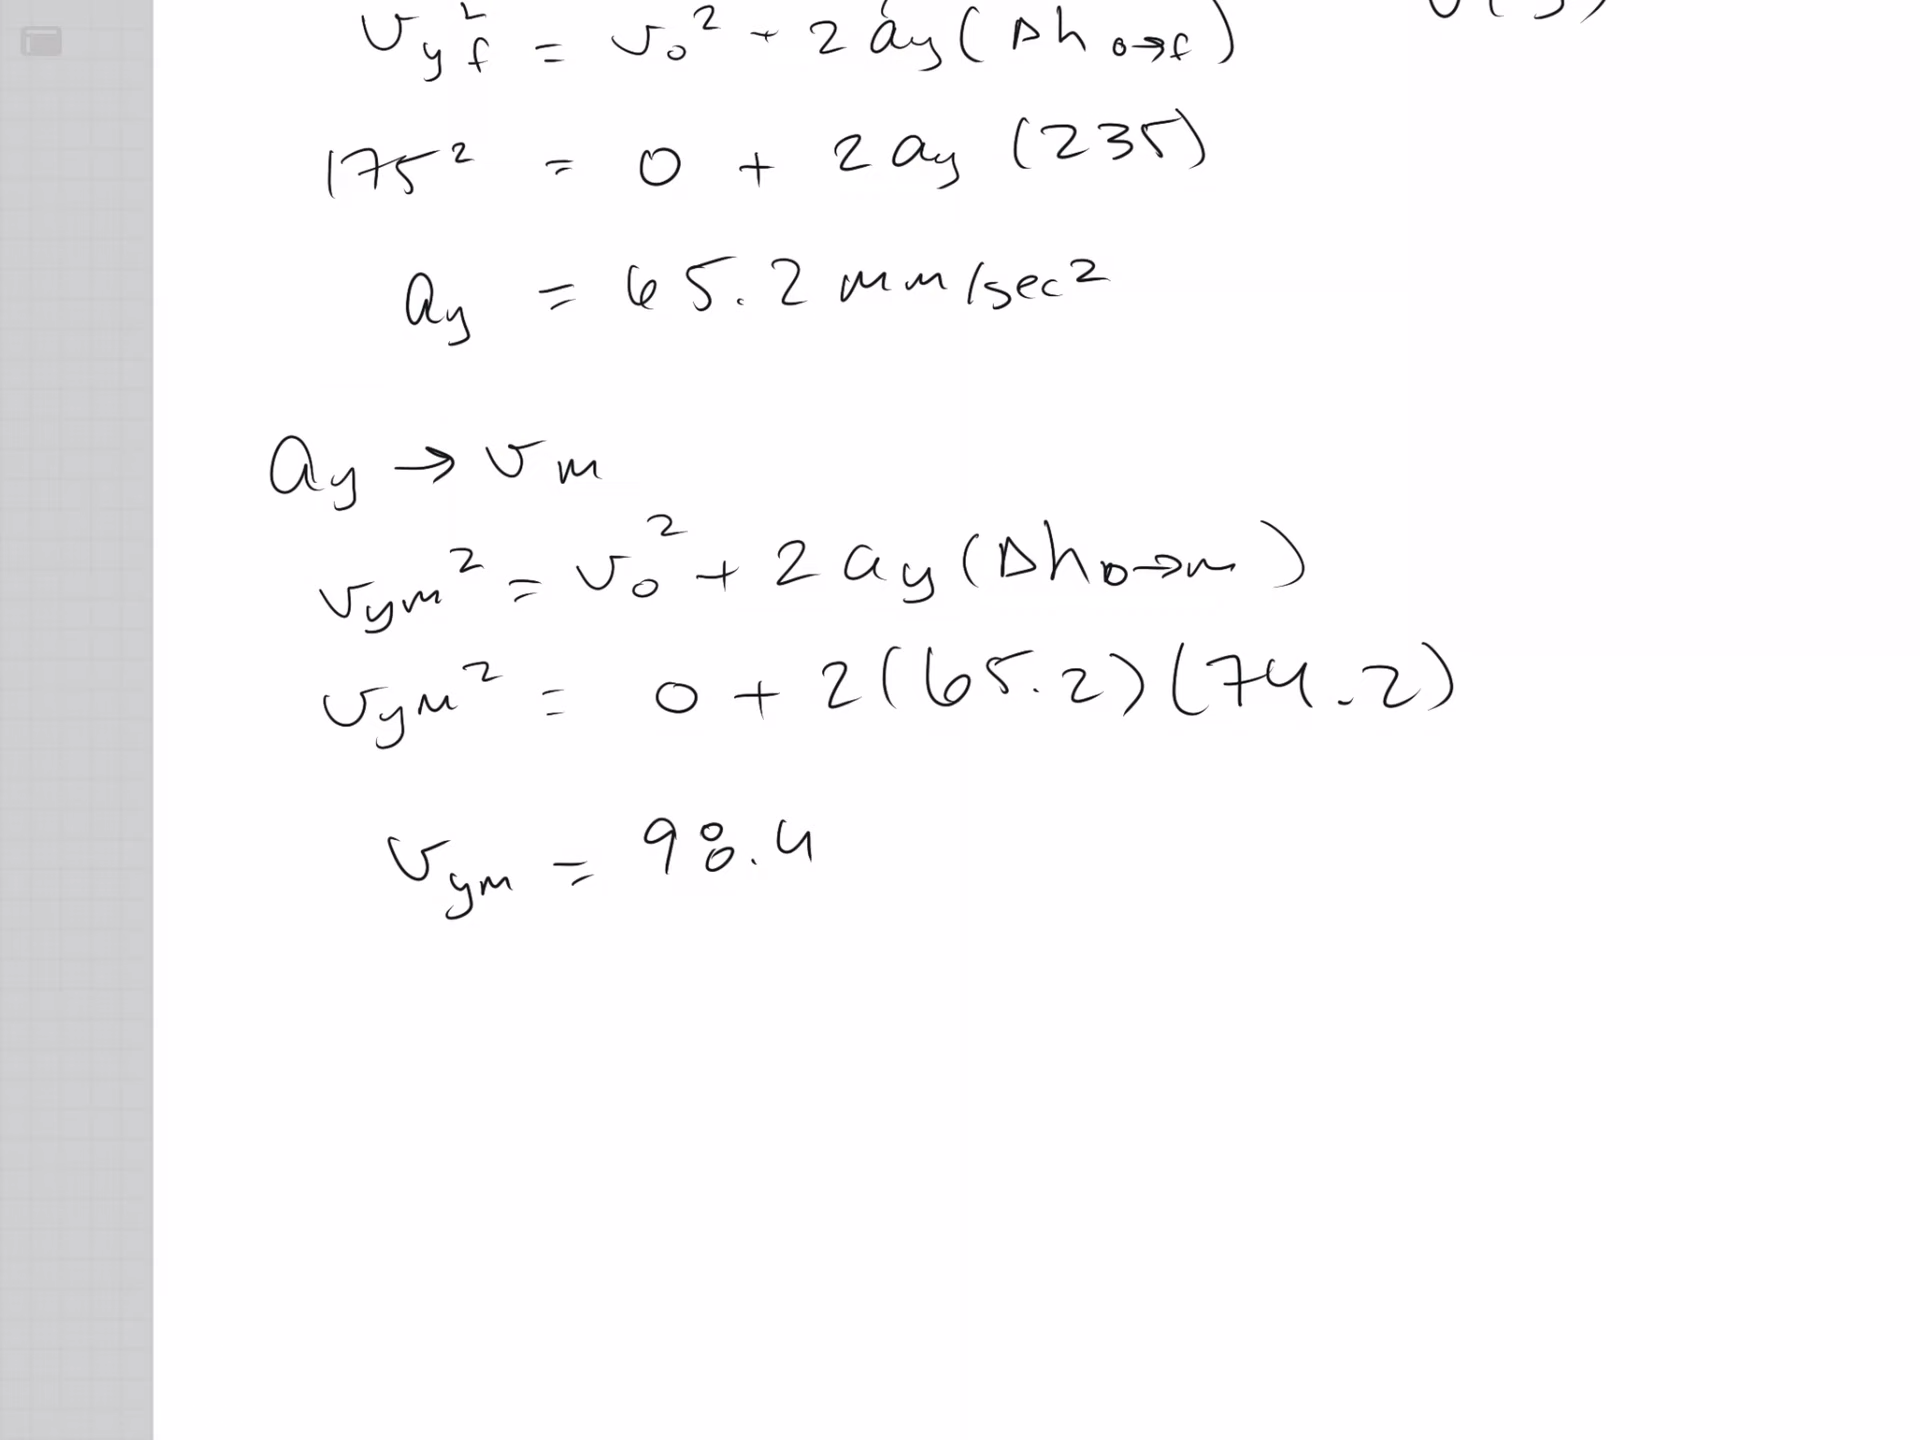 v_yf² = v₀² + 2ay(Δh₀→f)
175² = 0 + 2ay (235)
ay = 65.2 mm/sec²
ay → vm
vym² = v₀² + 2ay(Δh₀→m)
vym² = 0 + 2(65.2)(74.2)
vym = 98.4